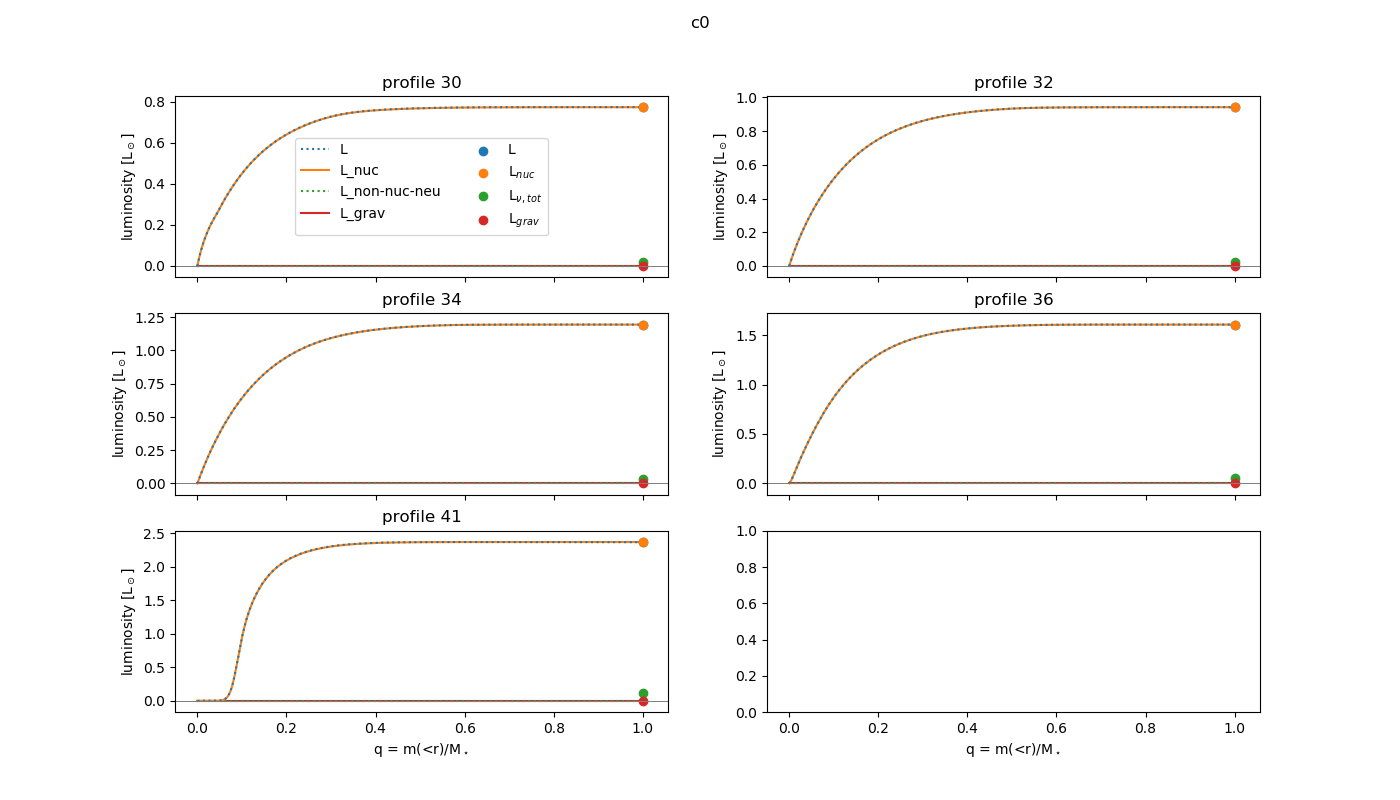 c0
profile 30
luminosity [L⊙]
0.8
0.6
0.4
0.2
0.0
L
L_nuc
L_non-nuc-neu
L_grav
L
Lnuc
Lν,tot
Lgrav
profile 32
luminosity [L⊙]
1.0
0.8
0.6
0.4
0.2
0.0
profile 34
luminosity [L⊙]
1.25
1.00
0.75
0.50
0.25
0.00
profile 36
luminosity [L⊙]
1.5
1.0
0.5
0.0
profile 41
luminosity [L⊙]
2.5
2.0
1.5
1.0
0.5
0.0
0.0 0.2 0.4 0.6 0.8 1.0
q = m(<r)/M⋆
1.0
0.8
0.6
0.4
0.2
0.0
0.0 0.2 0.4 0.6 0.8 1.0
q = m(<r)/M⋆